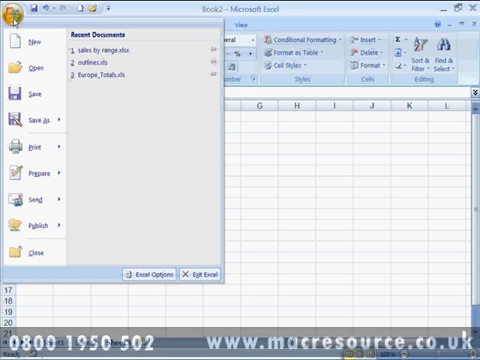 Book2 - Microsoft Excel
View
New
Open
Save
Save As
Print
Prepare
Send
Publish
Close
Recent Documents
1 sales by range.xlsx
2 outlines.xls
3 Europe_Totals.xls
Excel Options
Exit Excel
General
%
Conditional Formatting
Format as Table
Cell Styles
Styles
Insert
Delete
Format
Cells
Σ
Sort & Filter
Find & Select
Editing
G H I J K L
17
18
19
20
21
Ready
100%
0800 1950 502 www.macresource.co.uk